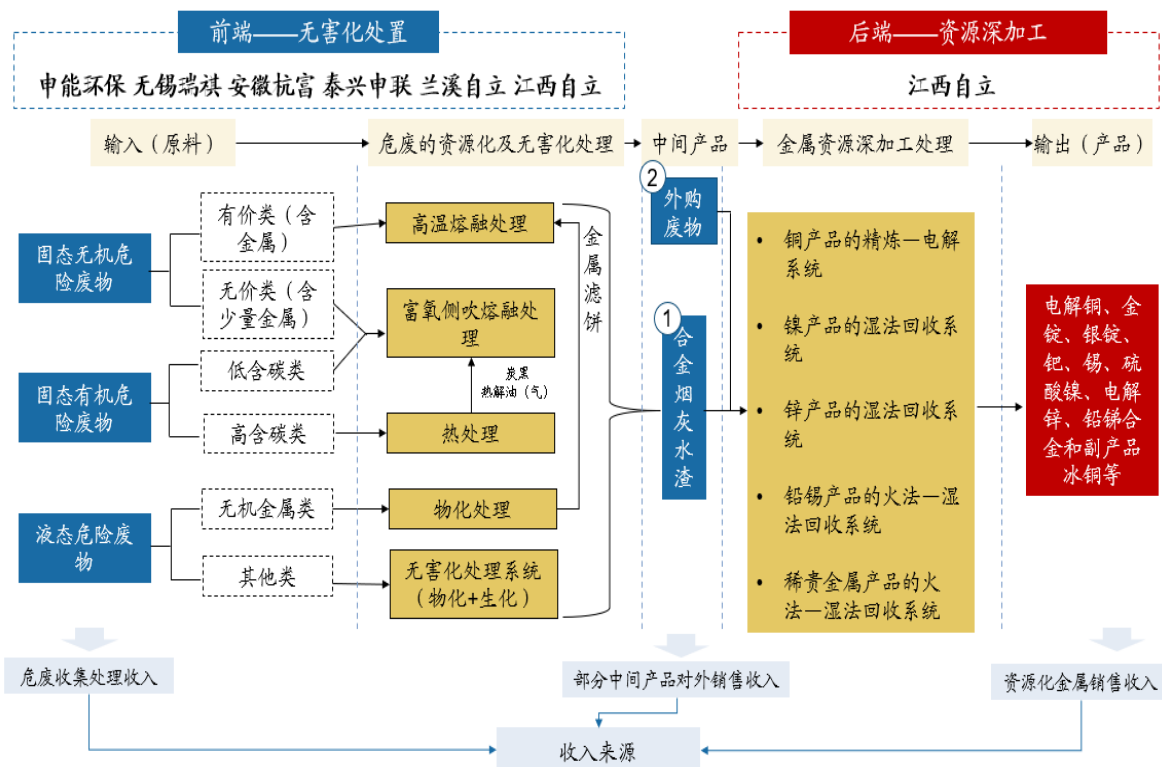 前端——无害化处置
后端——资源深加工
申能环保 无锡瑞祺 安徽杭富 泰兴申联 兰溪自立 江西自立
江西自立
输入（原料）
危废的资源化及无害化处理
中间产品
金属资源深加工处理
输出（产品）
固态无机危
险废物
有价类（含
金属）
无价类（含
少量金属）
固态有机危
险废物
低含碳类
高含碳类
液态危险废
物
无机金属类
其他类
高温熔融处理
富氧侧吹熔融处
理
炭黑
热解油（气）
热处理
物化处理
无害化处理系统
（物化+生化）
金属滤饼
2
外购
废物
1
合金烟灰水渣
• 铜产品的精炼—电解
系统
• 镍产品的湿法回收系
统
• 锌产品的湿法回收系
统
• 铅锡产品的火法—湿
法回收系统
• 稀贵金属产品的火
法—湿法回收系统
电解铜、金
锭、银锭、
钯、锡、硫
酸镍、电解
锌、铅锑合
金和副产品
冰铜等
危废收集处理收入
部分中间产品对外销售收入
资源化金属销售收入
收入来源